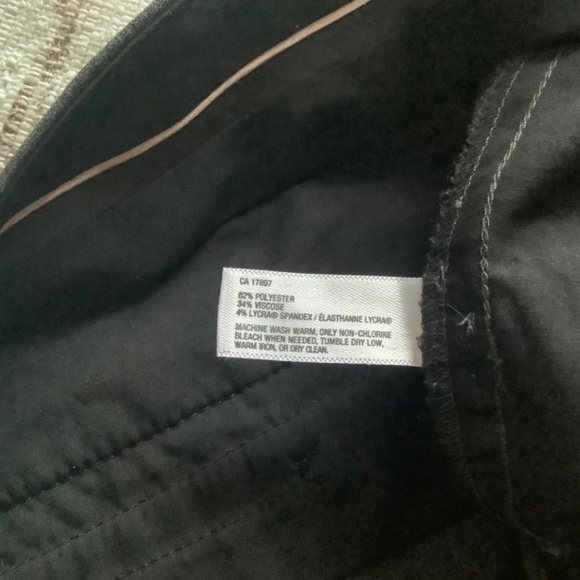 CA 17897
62% POLYESTER
34% VISCOSE
4% LYCRA® SPANDEX / ÉLASTHANNE LYCRA®
MACHINE WASH WARM, ONLY NON-CHLORINE
BLEACH WHEN NEEDED, TUMBLE DRY LOW,
WARM IRON, OR DRY CLEAN.